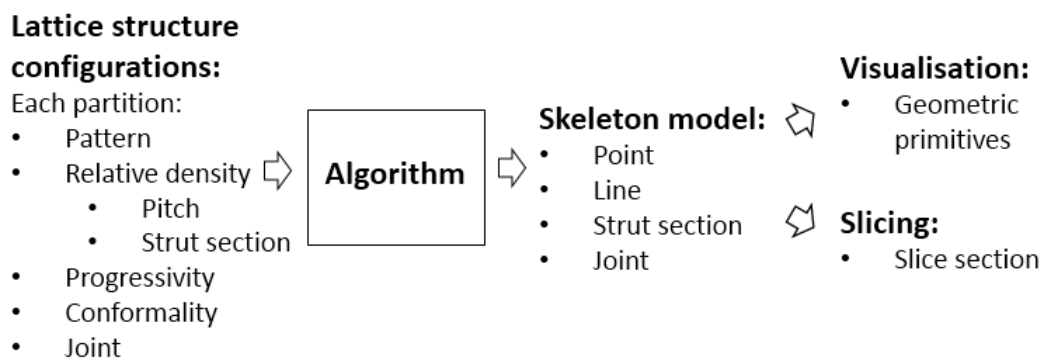 Lattice structure
configurations:
Each partition:
• Pattern
• Relative density
• Pitch
• Strut section
• Progressivity
• Conformality
• Joint
Algorithm
Skeleton model:
• Point
• Line
• Strut section
• Joint
Visualisation:
• Geometric
primitives
Slicing:
• Slice section